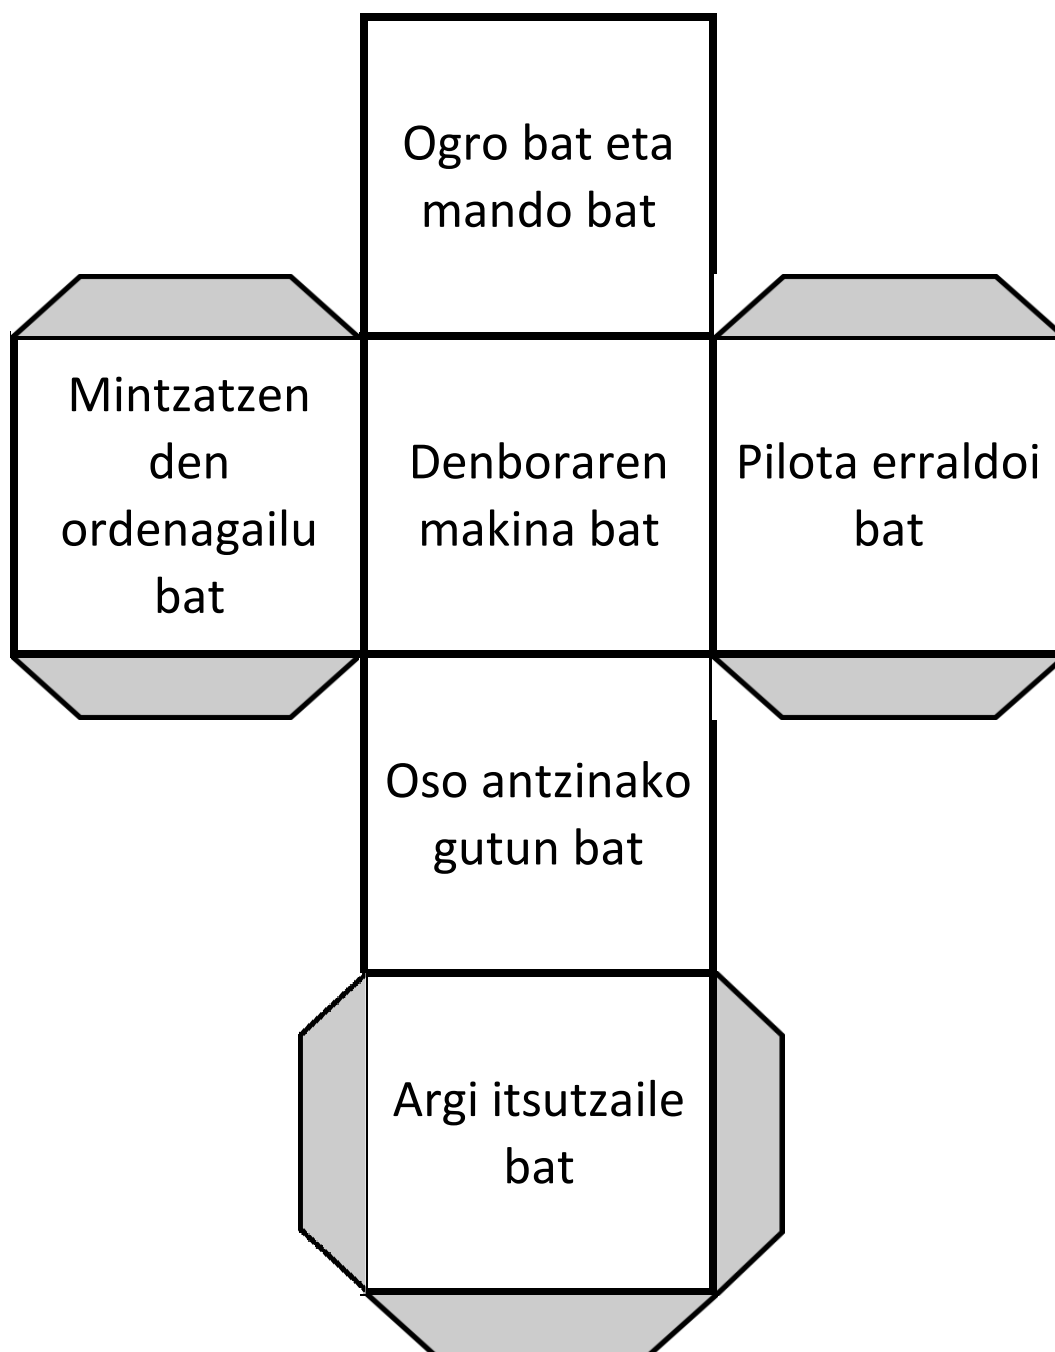 Ogro bat eta
mando bat
Mintzatzen
den
ordenagailu
bat
Denboraren
makina bat
Pilota erraldoi
bat
Oso antzinako
gutun bat
Argi itsutzaile
bat